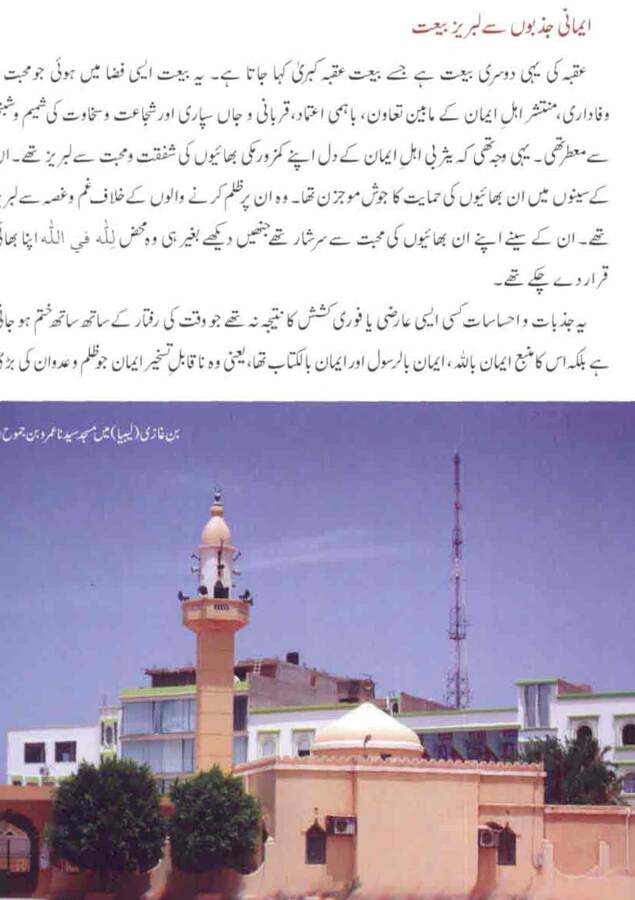 ایمانی جذبوں سے لبریز بیعت
عقبہ کی یہی دوسری بیعت ہے جسے بیعت عقبہ کبریٰ کہا جاتا ہے۔ یہ بیعت ایسی فضا میں ہوئی جو محبت
وفاداری، منتشر اہلِ ایمان کے مابین تعاون، باہمی اعتماد، قربانی و جاں سپاری اور شجاعت و سخاوت کی شمیم و
سے معطر تھی۔ یہی وجہ تھی کہ یثربی اہلِ ایمان کے دل اپنے کمزور مکی بھائیوں کی شفقت ومحبت سے لبریز تھے۔
کے سینوں میں ان بھائیوں کی حمایت کا جوش موجزن تھا۔ وہ ان پر ظلم کرنے والوں کے خلاف غم و غصہ سے
تھے۔ ان کے سینے اپنے ان بھائیوں کی محبت سے سرشار تھے جنھیں دیکھے بغیر ہی وہ محض لِلّٰه في اللّٰه اپنا
قرار دے چکے تھے۔
یہ جذبات و احساسات کسی ایسی عارضی یا فوری کشش کا نتیجہ نہ تھے جو وقت کی رفتار کے ساتھ ساتھ ختم ہو
ہے بلکہ اس کا منبع ایمان باللہ، ایمان بالرسول اور ایمان بالکتاب تھا، یعنی وہ ناقابلِ تسخیر ایمان جو ظلم و عدوان کی
بن غازی (لیبیا) میں مسجد سیدنا عمرو بن جموح